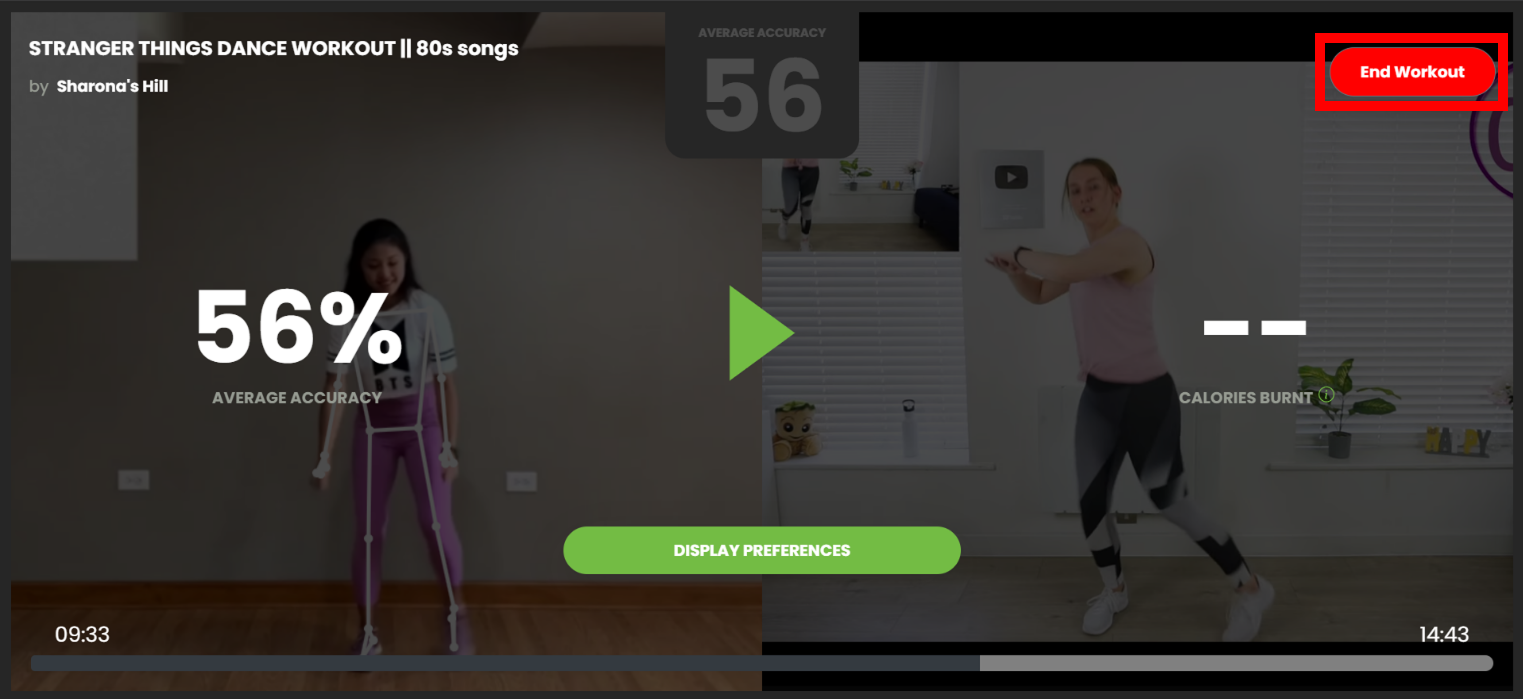 STRANGER THINGS DANCE WORKOUT || 80s songs
by Sharona's Hill
AVERAGE ACCURACY
56
End Workout
56%
AVERAGE ACCURACY
--
CALORIES BURNT
DISPLAY PREFERENCES
09:33
14:43